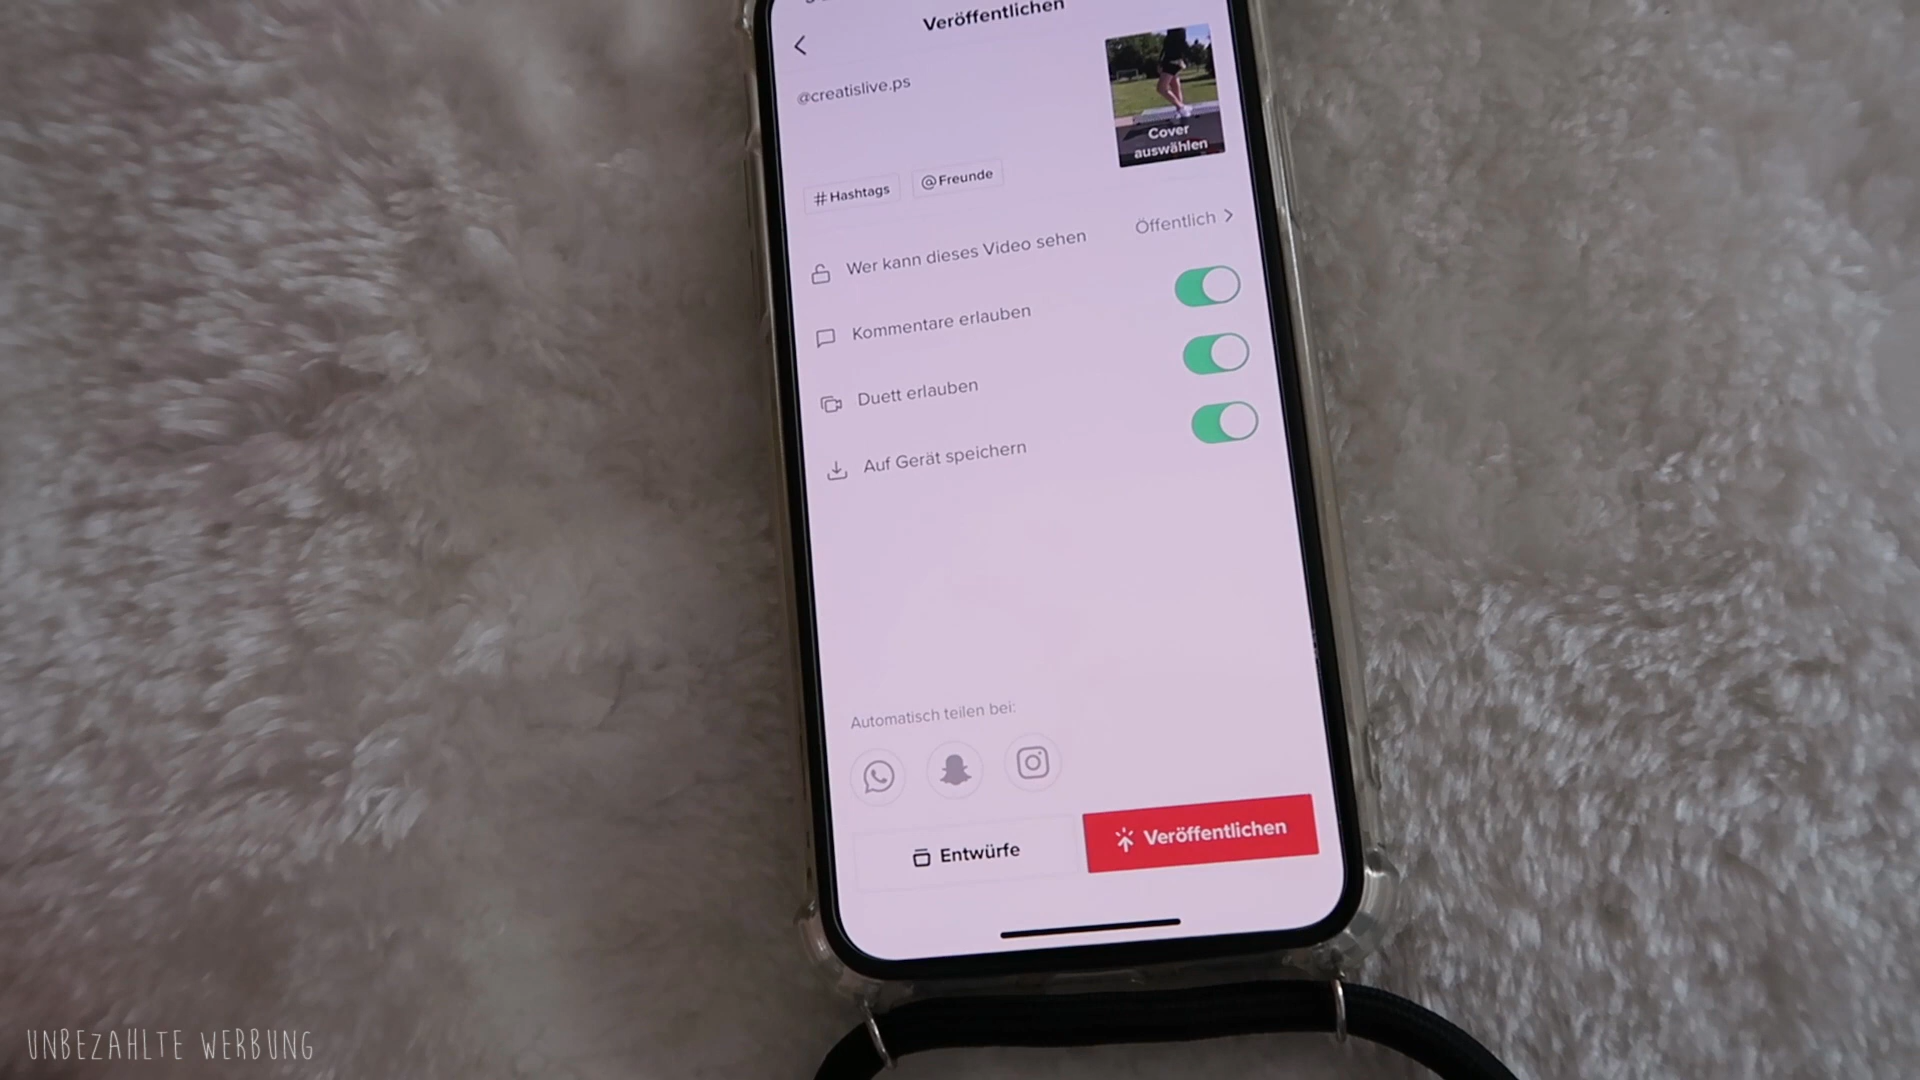 Veröffentlichen
@creatislive.ps
Cover
auswählen
#Hashtags
@Freunde
Wer kann dieses Video sehen
Öffentlich
Kommentare erlauben
Duett erlauben
Auf Gerät speichern
Automatisch teilen bei:
Entwürfe
Veröffentlichen
UNBEZAHLTE WERBUNG